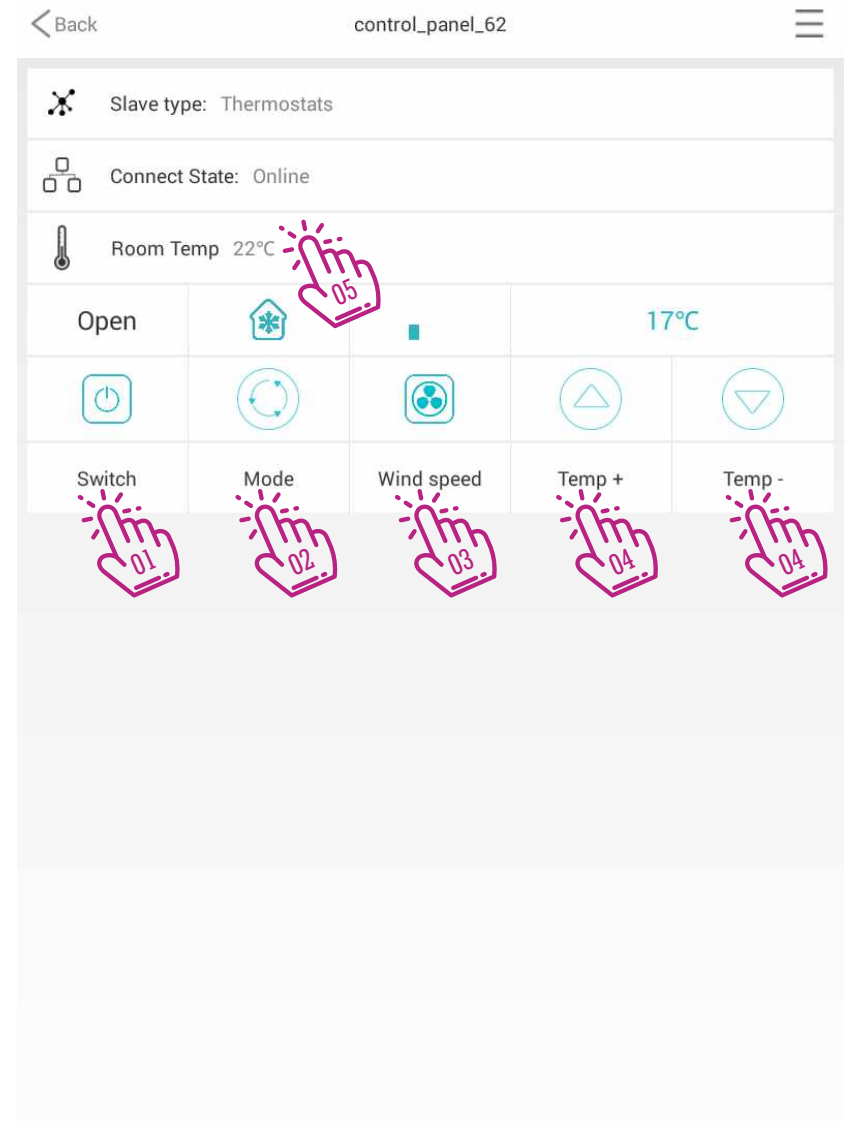 Back
control_panel_62
Slave type: Thermostats
Connect State: Online
Room Temp 22°C
05
Open
17°C
Switch
Mode
Wind speed
Temp +
Temp -
01
02
03
04
04